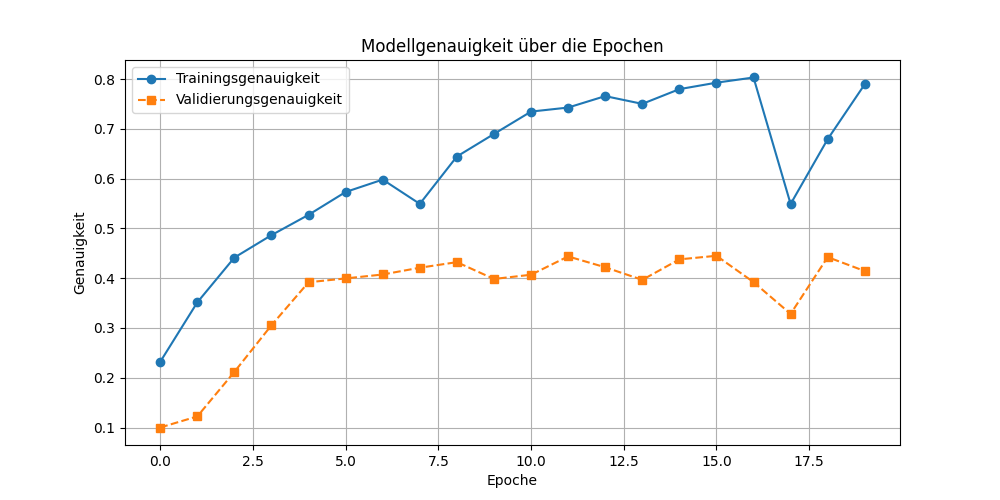 Modellgenauigkeit über die Epochen
Trainingsgenauigkeit
Validierungsgenauigkeit
Genauigkeit
0.8
0.7
0.6
0.5
0.4
0.3
0.2
0.1
0.0 2.5 5.0 7.5 10.0 12.5 15.0 17.5
Epoche